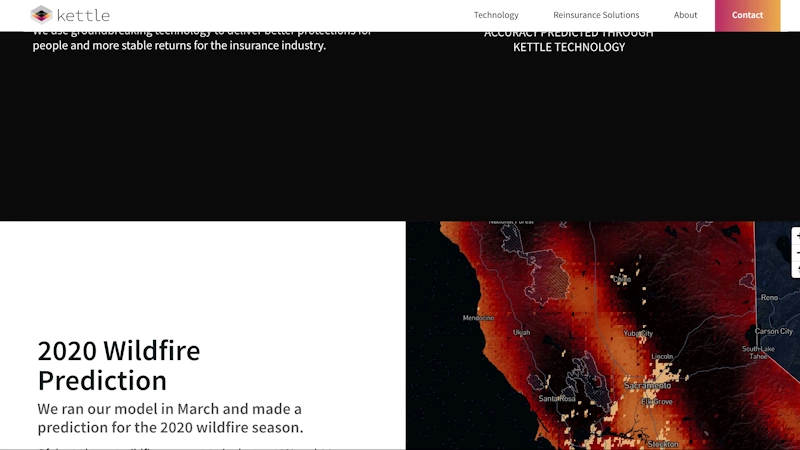 kettle
Technology
Reinsurance Solutions
About
Contact
We use groundbreaking technology to deliver better protections for
people and more stable returns for the insurance industry.
ACCURACY PREDICTED THROUGH
KETTLE TECHNOLOGY
2020 Wildfire
Prediction
We ran our model in March and made a
prediction for the 2020 wildfire season.
National Forest
Chico
Reno
Mendocino
Ukiah
Yuba City
Carson City
South Lake
Tahoe
Lincoln
Sacramento
Santa Rosa
Elk Grove
Stockton